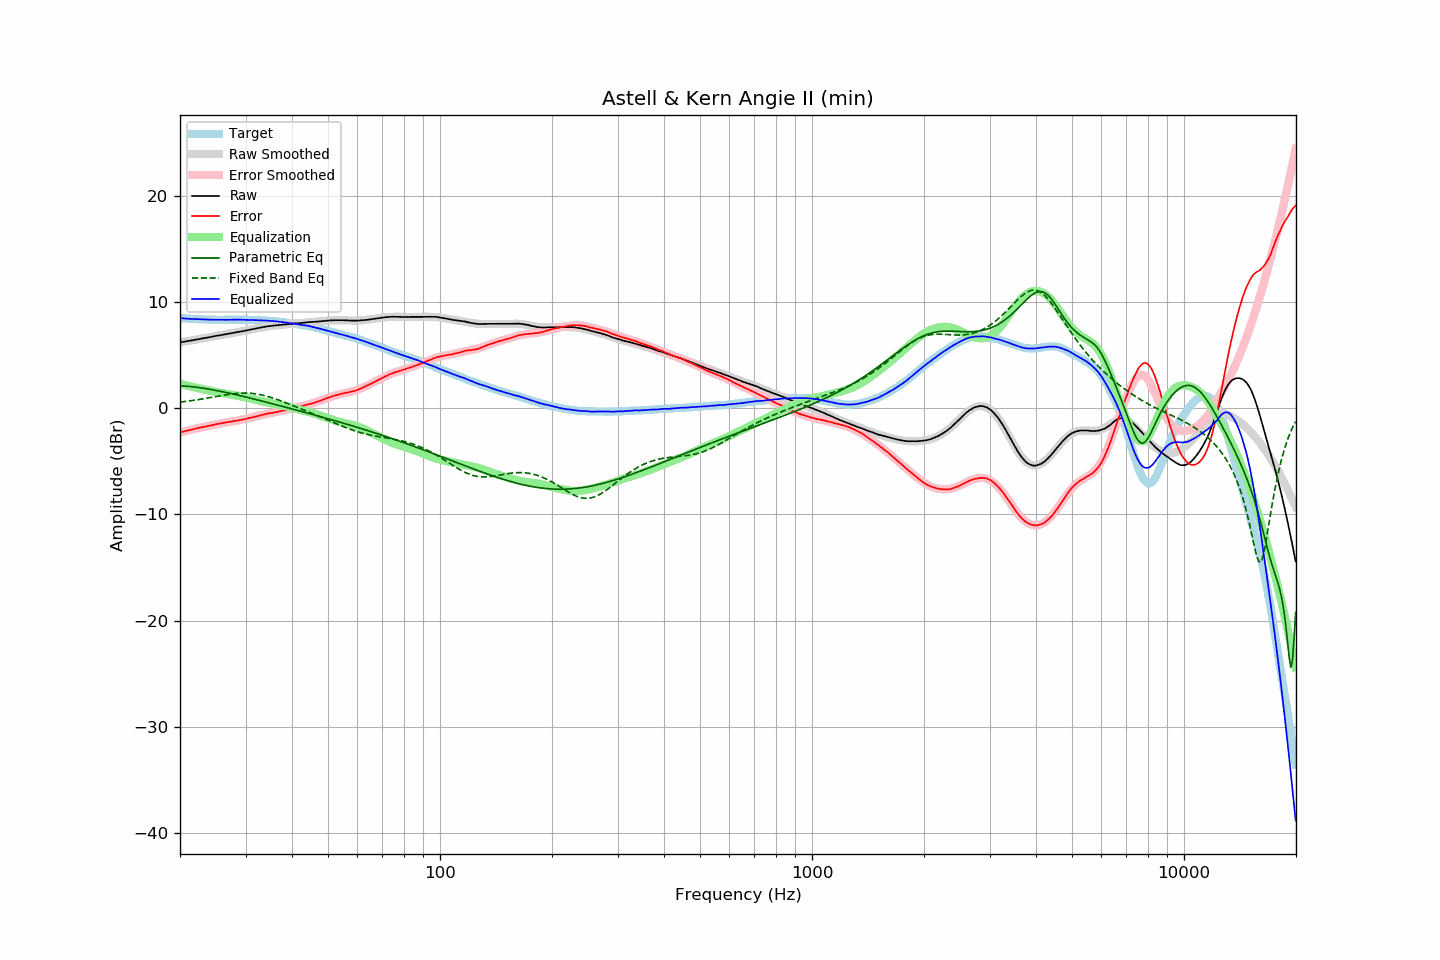 Astell & Kern Angie II (min)
Target
Raw Smoothed
Error Smoothed
Raw
Error
Equalization
Parametric Eq
Fixed Band Eq
Equalized
20
10
0
−10
−20
−30
−40
Amplitude (dBr)
100
1000
10000
Frequency (Hz)